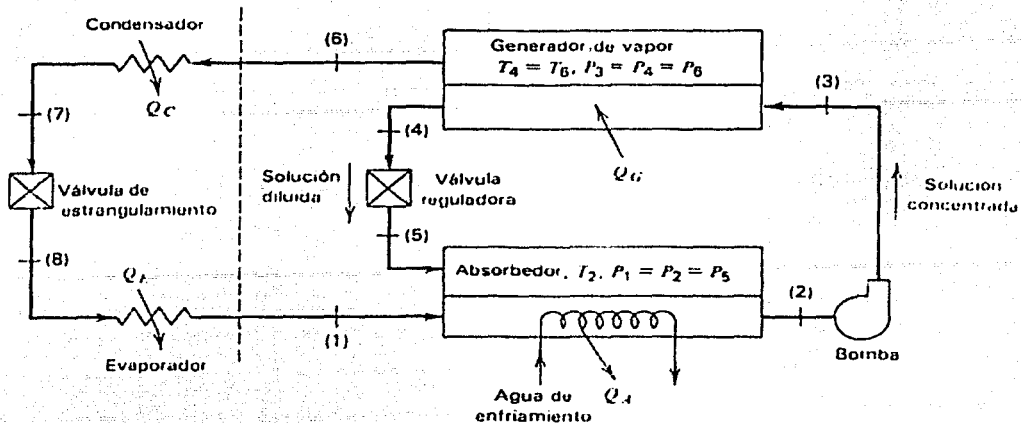 Condensador
Q_C
(7)
Válvula de
estrangulamiento
(8)
Evaporador
(6)
(1)
Generador de vapor
T₄ = T₆, P₃ = P₄ = P₆
(4)
Q_G
Solución
diluida
Válvula
reguladora
(5)
Absorbedor, T₂, P₁ = P₂ = P₅
Agua de
enfriamiento
Q_A
(3)
Solución
concentrada
(2)
Bomba